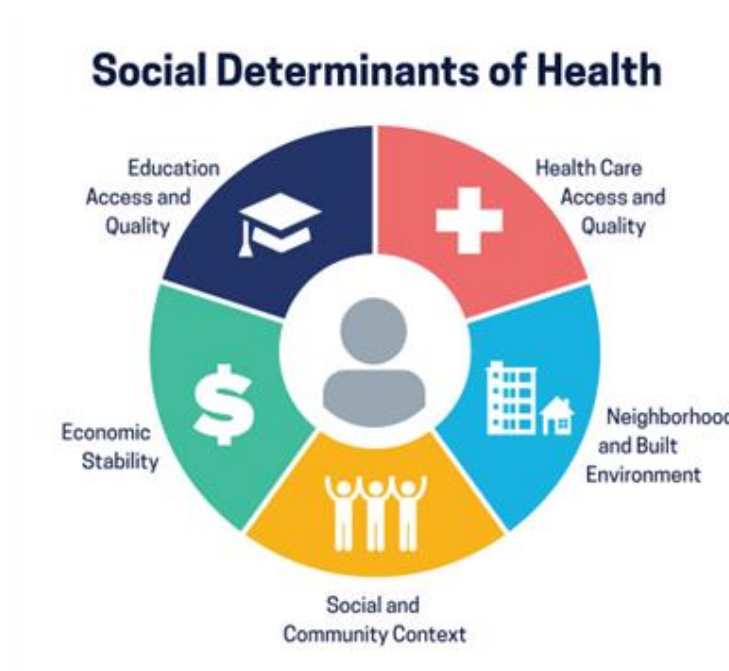 Social Determinants of Health
Education
Access and
Quality
Health Care
Access and
Quality
Economic
Stability
$
Neighborhood
and Built
Environment
Social and
Community Context